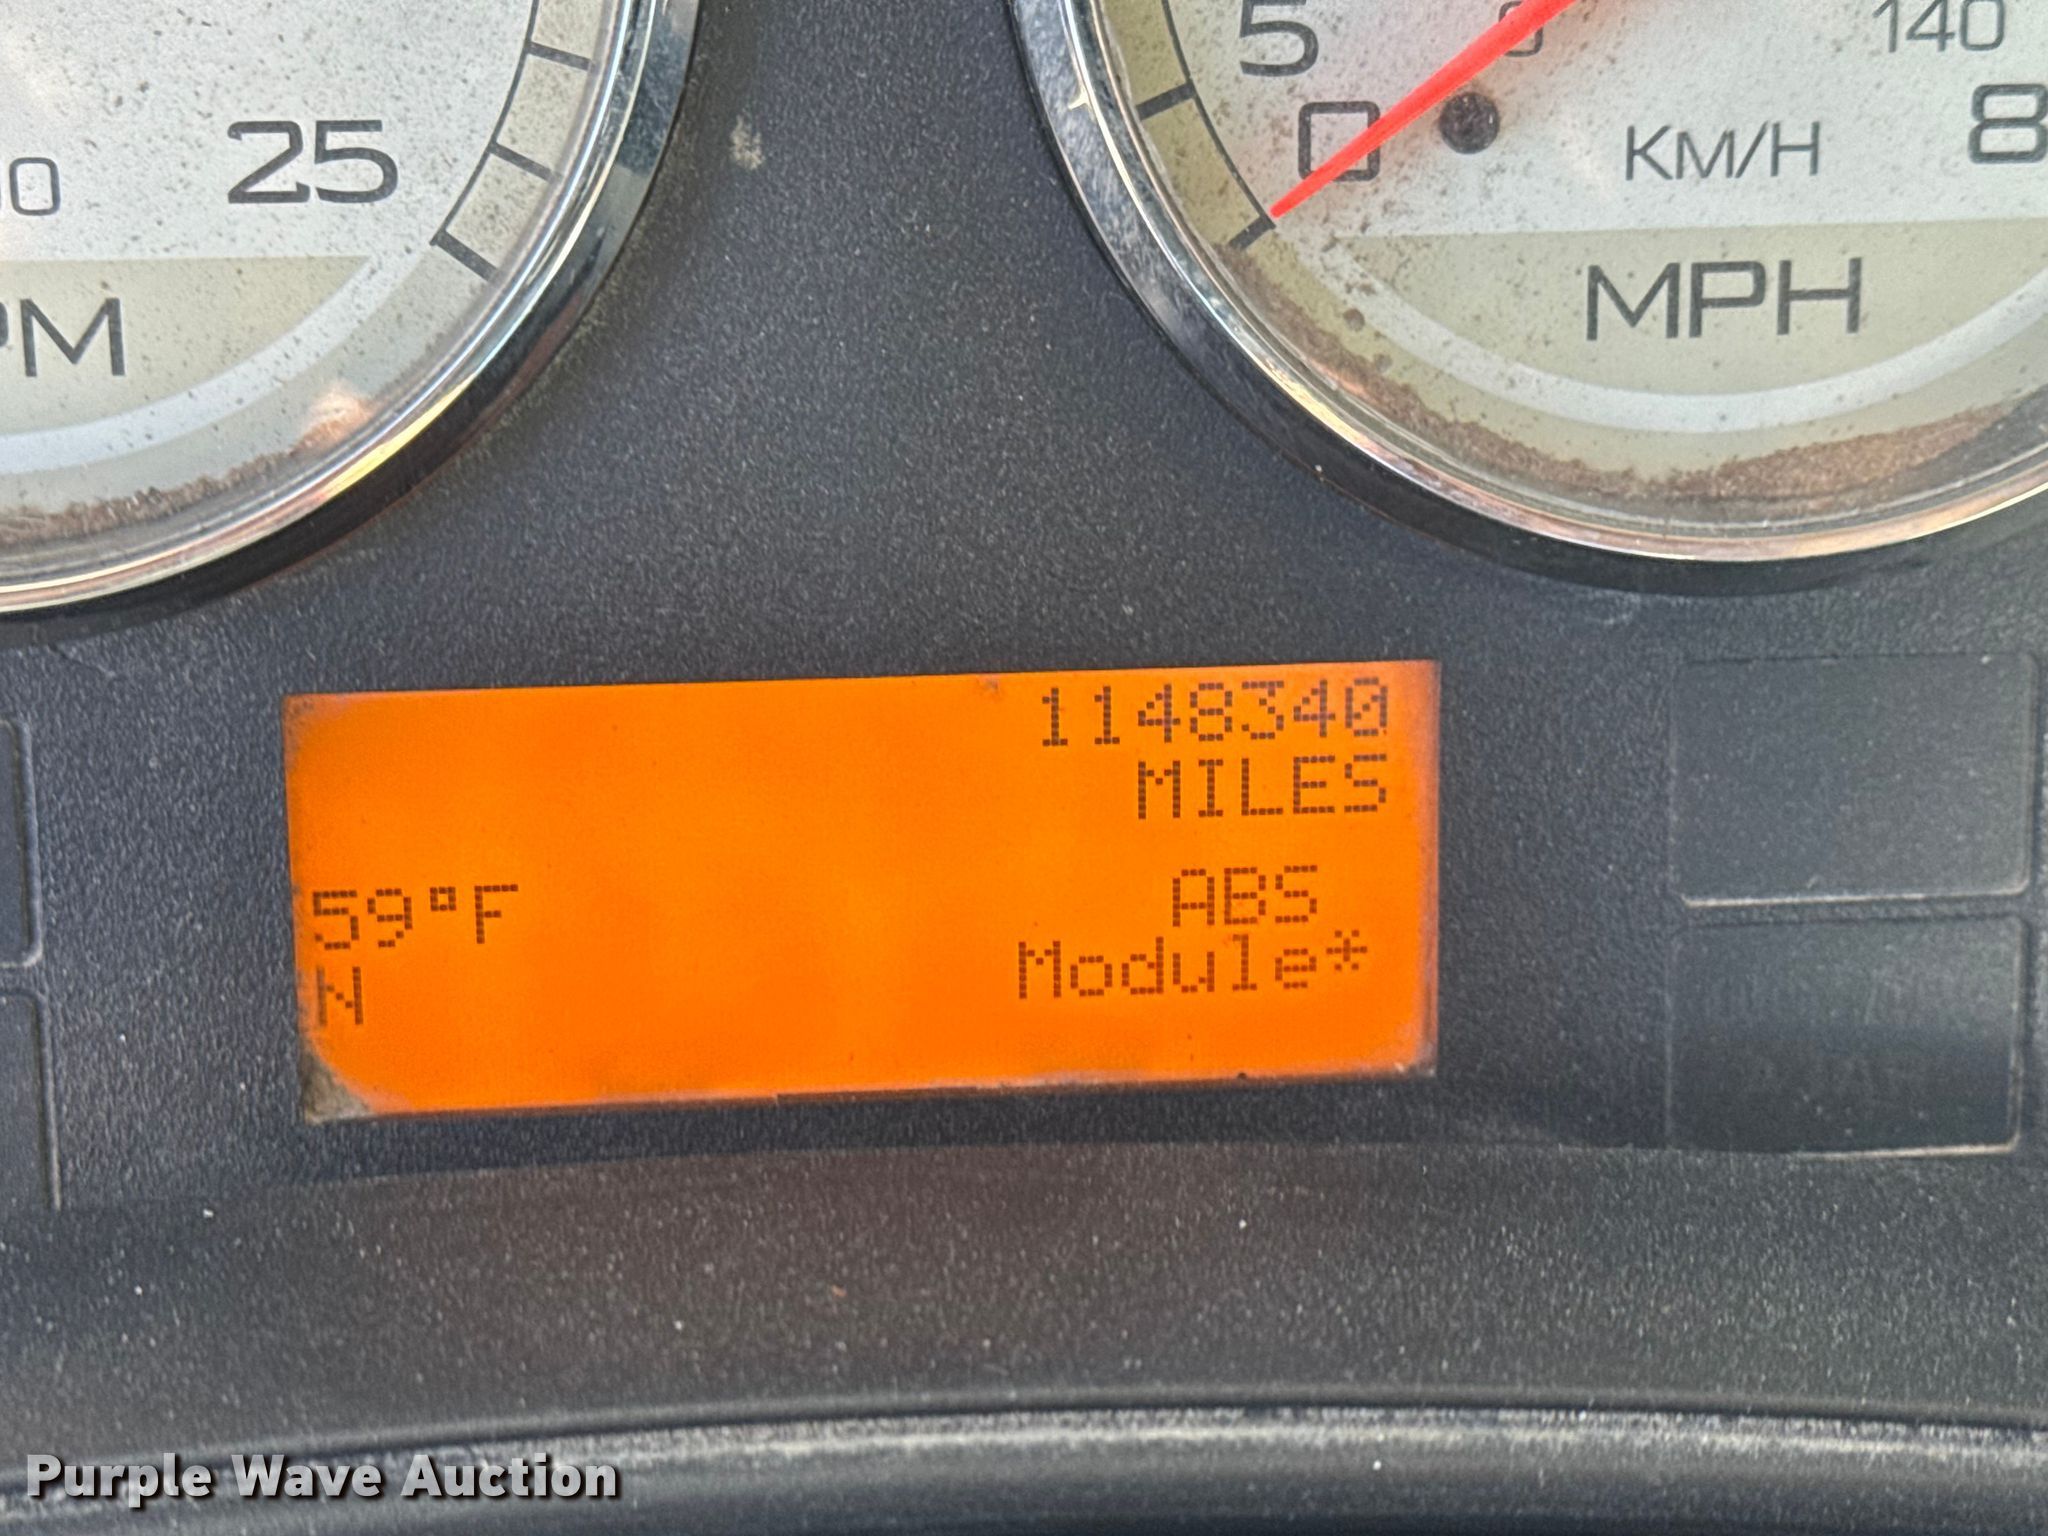 25
PM
5
0
140
8
KM/H
MPH
1148340
MILES
59°F
ABS
N
Module*
Purple Wave Auction